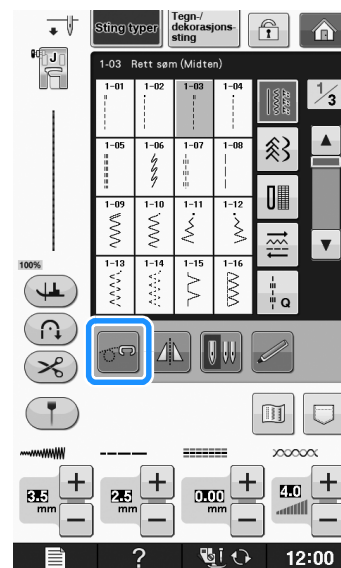 Sting typer
Tegn-/
dekorasjons-
sting
J
1-03 Rett søm (Midten)
1/3
1-01 1-02 1-03 1-04
1-05 1-06 1-07 1-08
1-09 1-10 1-11 1-12
1-13 1-14 1-15 1-16
Q
100%
3.5 mm
2.5 mm
0.00 mm
4.0
?
12:00